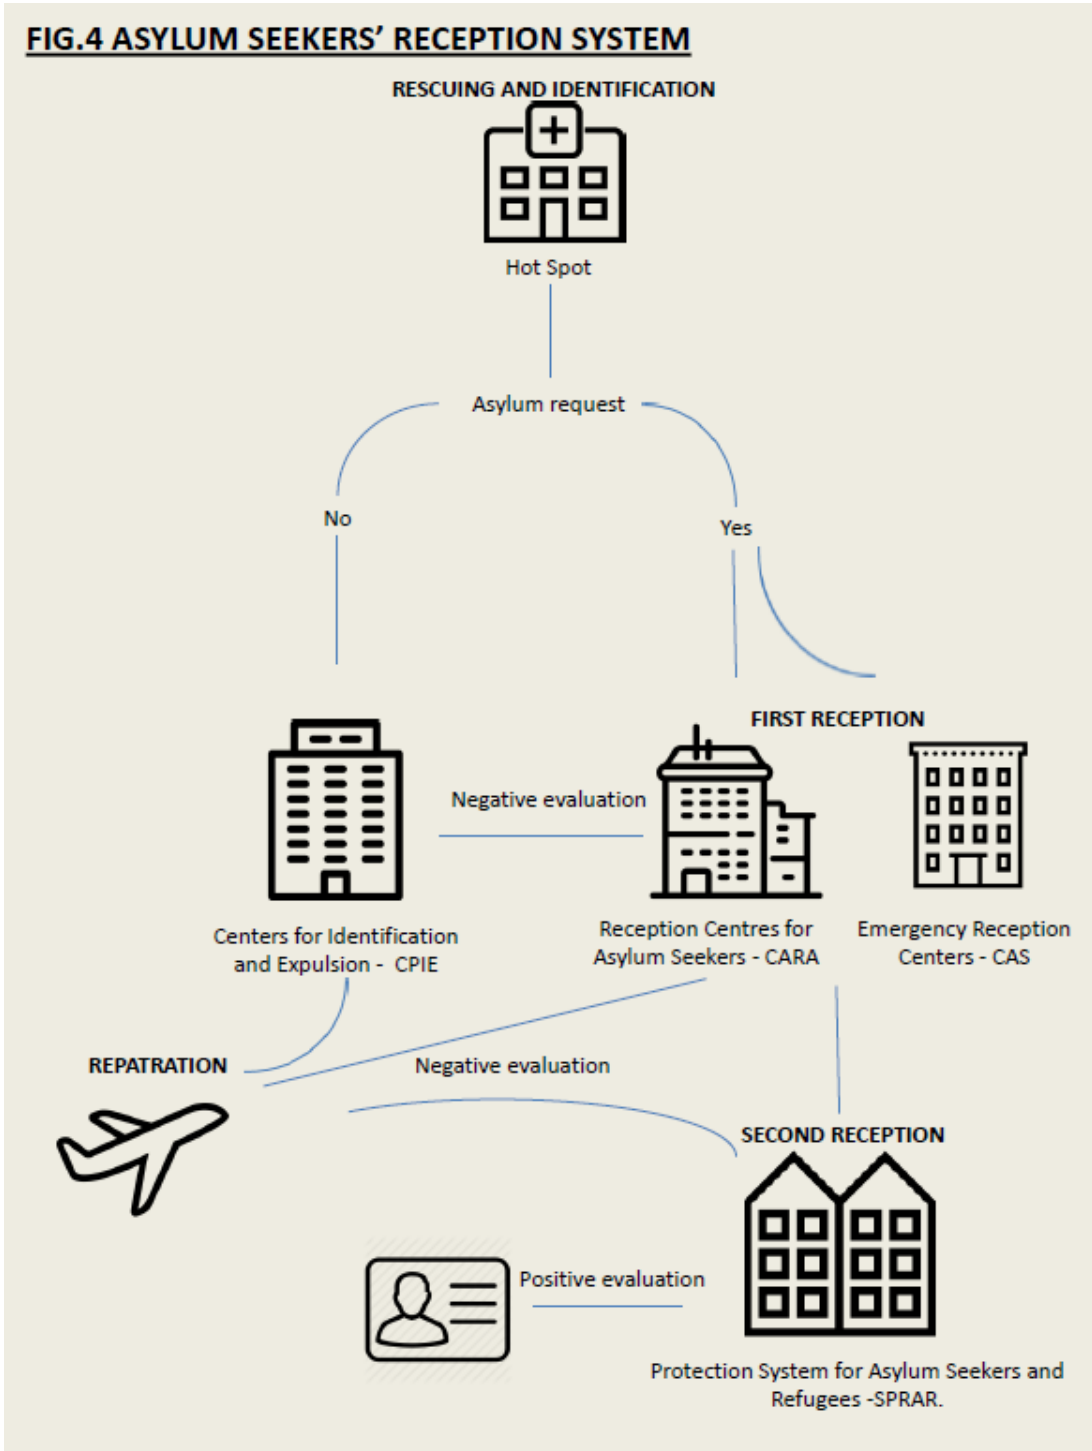 FIG.4 ASYLUM SEEKERS' RECEPTION SYSTEM
RESCUING AND IDENTIFICATION
Hot Spot
Asylum request
No
Yes
FIRST RECEPTION
Negative evaluation
Centers for Identification
and Expulsion - CPIE
Reception Centres for
Asylum Seekers - CARA
Emergency Reception
Centers - CAS
REPATRATION
Negative evaluation
SECOND RECEPTION
Positive evaluation
Protection System for Asylum Seekers and
Refugees -SPRAR.